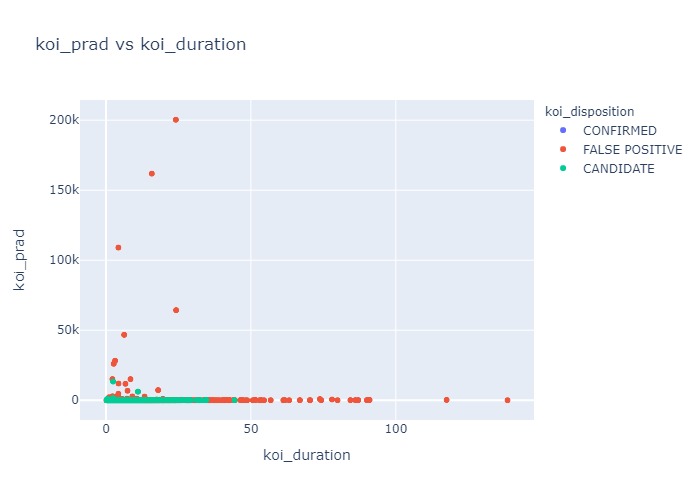 koi_prad vs koi_duration
koi_disposition
CONFIRMED
FALSE POSITIVE
CANDIDATE
200k
150k
100k
50k
0
koi_prad
0 50 100
koi_duration